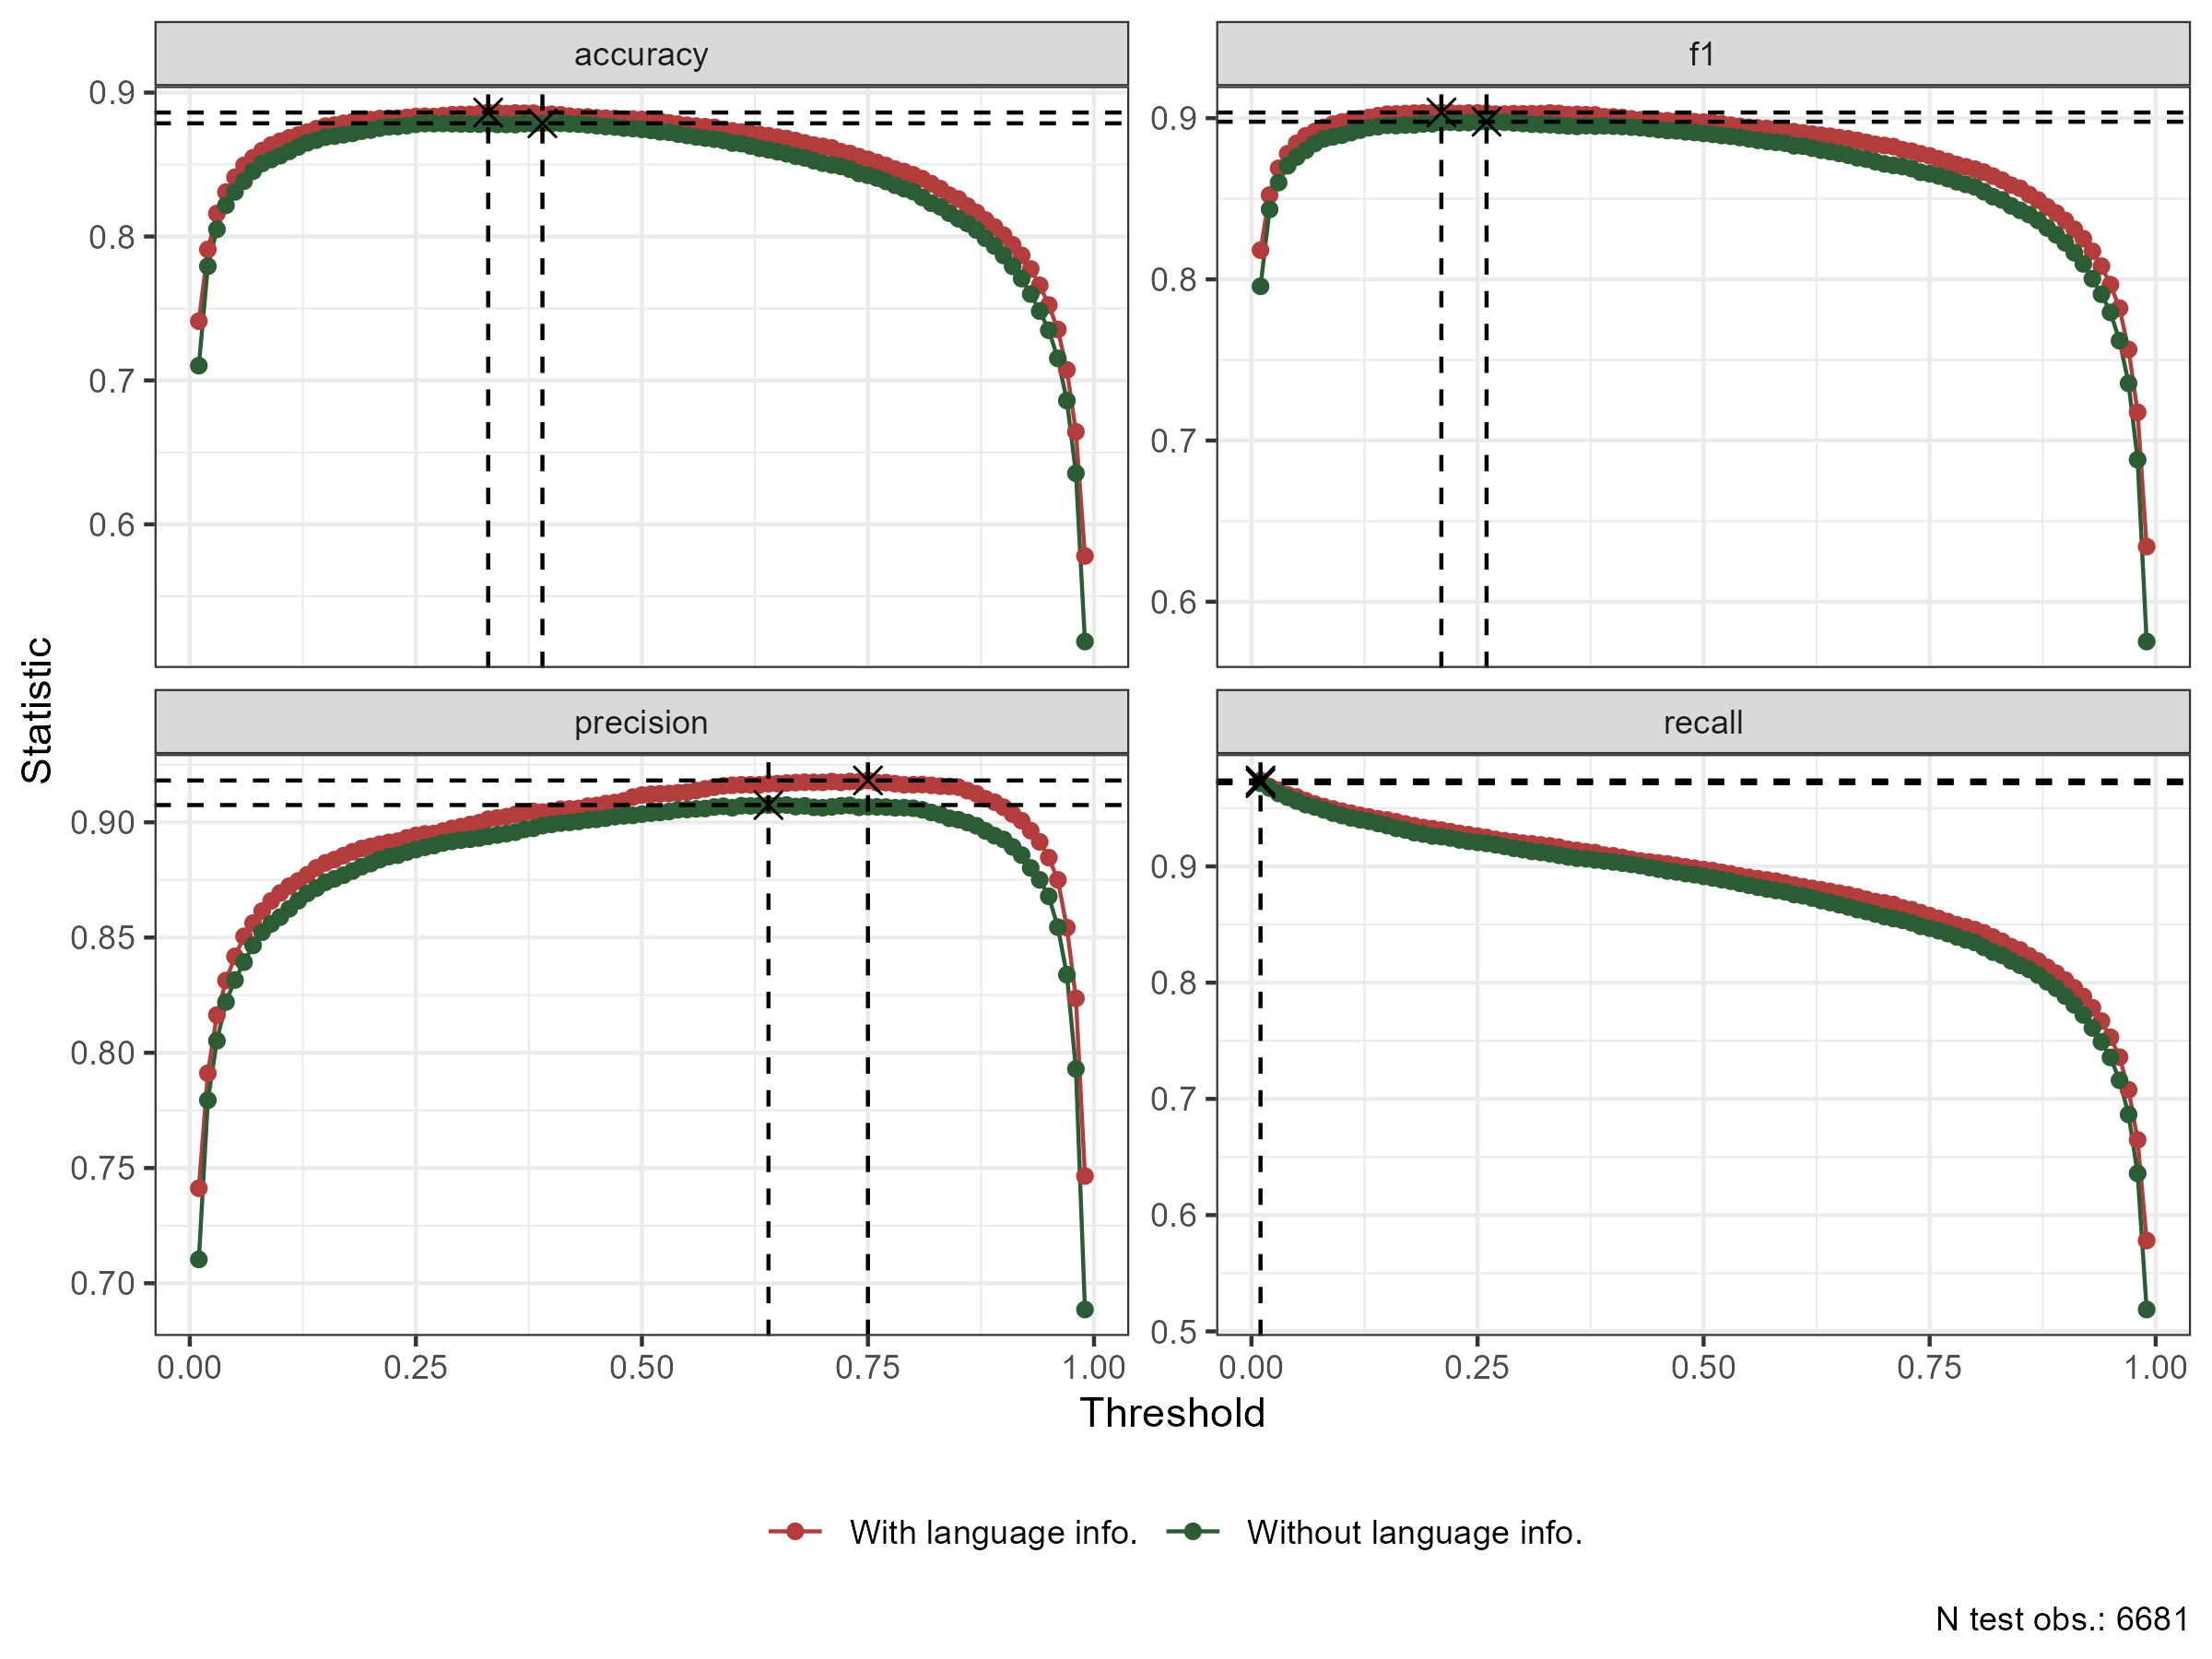 accuracy
f1
0.9
0.8
0.7
0.6
0.9
0.8
0.7
0.6
Statistic
precision
recall
0.90
0.85
0.80
0.75
0.70
0.9
0.8
0.7
0.6
0.5
0.00 0.25 0.50 0.75 1.00
0.00 0.25 0.50 0.75 1.00
Threshold
With language info. Without language info.
N test obs.: 6681